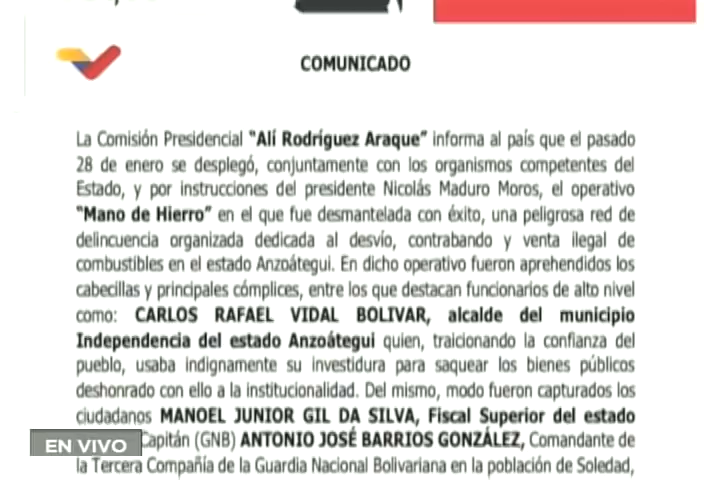 COMUNICADO
La Comisión Presidencial "Alí Rodríguez Araque" informa al país que el pasado
28 de enero se desplegó, conjuntamente con los organismos competentes del
Estado, y por instrucciones del presidente Nicolás Maduro Moros, el operativo
"Mano de Hierro" en el que fue desmantelada con éxito, una peligrosa red de
delincuencia organizada dedicada al desvío, contrabando y venta ilegal de
combustibles en el estado Anzoátegui. En dicho operativo fueron aprehendidos los
cabecillas y principales cómplices, entre los que destacan funcionarios de alto nivel
como: CARLOS RAFAEL VIDAL BOLIVAR, alcalde del municipio
Independencia del estado Anzoátegui quien, traicionando la confianza del
pueblo, usaba indignamente su investidura para saquear los bienes públicos
deshonrado con ello a la institucionalidad. Del mismo, modo fueron capturados los
ciudadanos MANOEL JUNIOR GIL DA SILVA, Fiscal Superior del estado
EN VIVO Capitán (GNB) ANTONIO JOSÉ BARRIOS GONZÁLEZ, Comandante de
la Tercera Compañía de la Guardia Nacional Bolivariana en la población de Soledad,